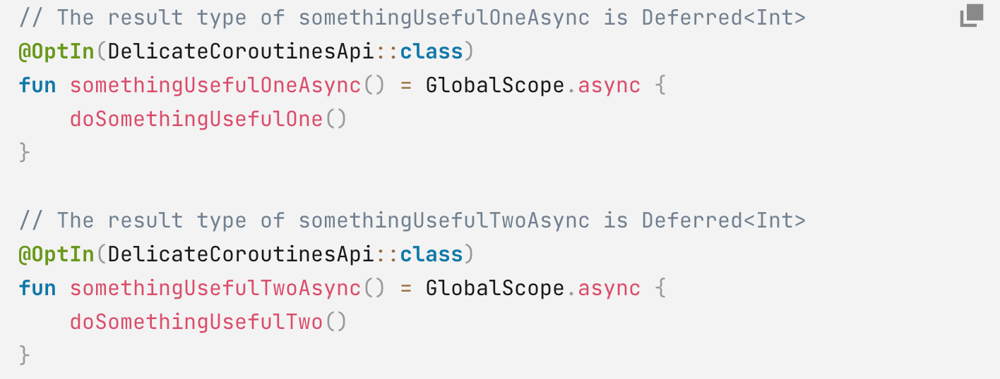 // The result type of somethingUsefulOneAsync is Deferred<Int>
@OptIn(DelicateCoroutinesApi::class)
fun somethingUsefulOneAsync() = GlobalScope.async {
    doSomethingUsefulOne()
}

// The result type of somethingUsefulTwoAsync is Deferred<Int>
@OptIn(DelicateCoroutinesApi::class)
fun somethingUsefulTwoAsync() = GlobalScope.async {
    doSomethingUsefulTwo()
}